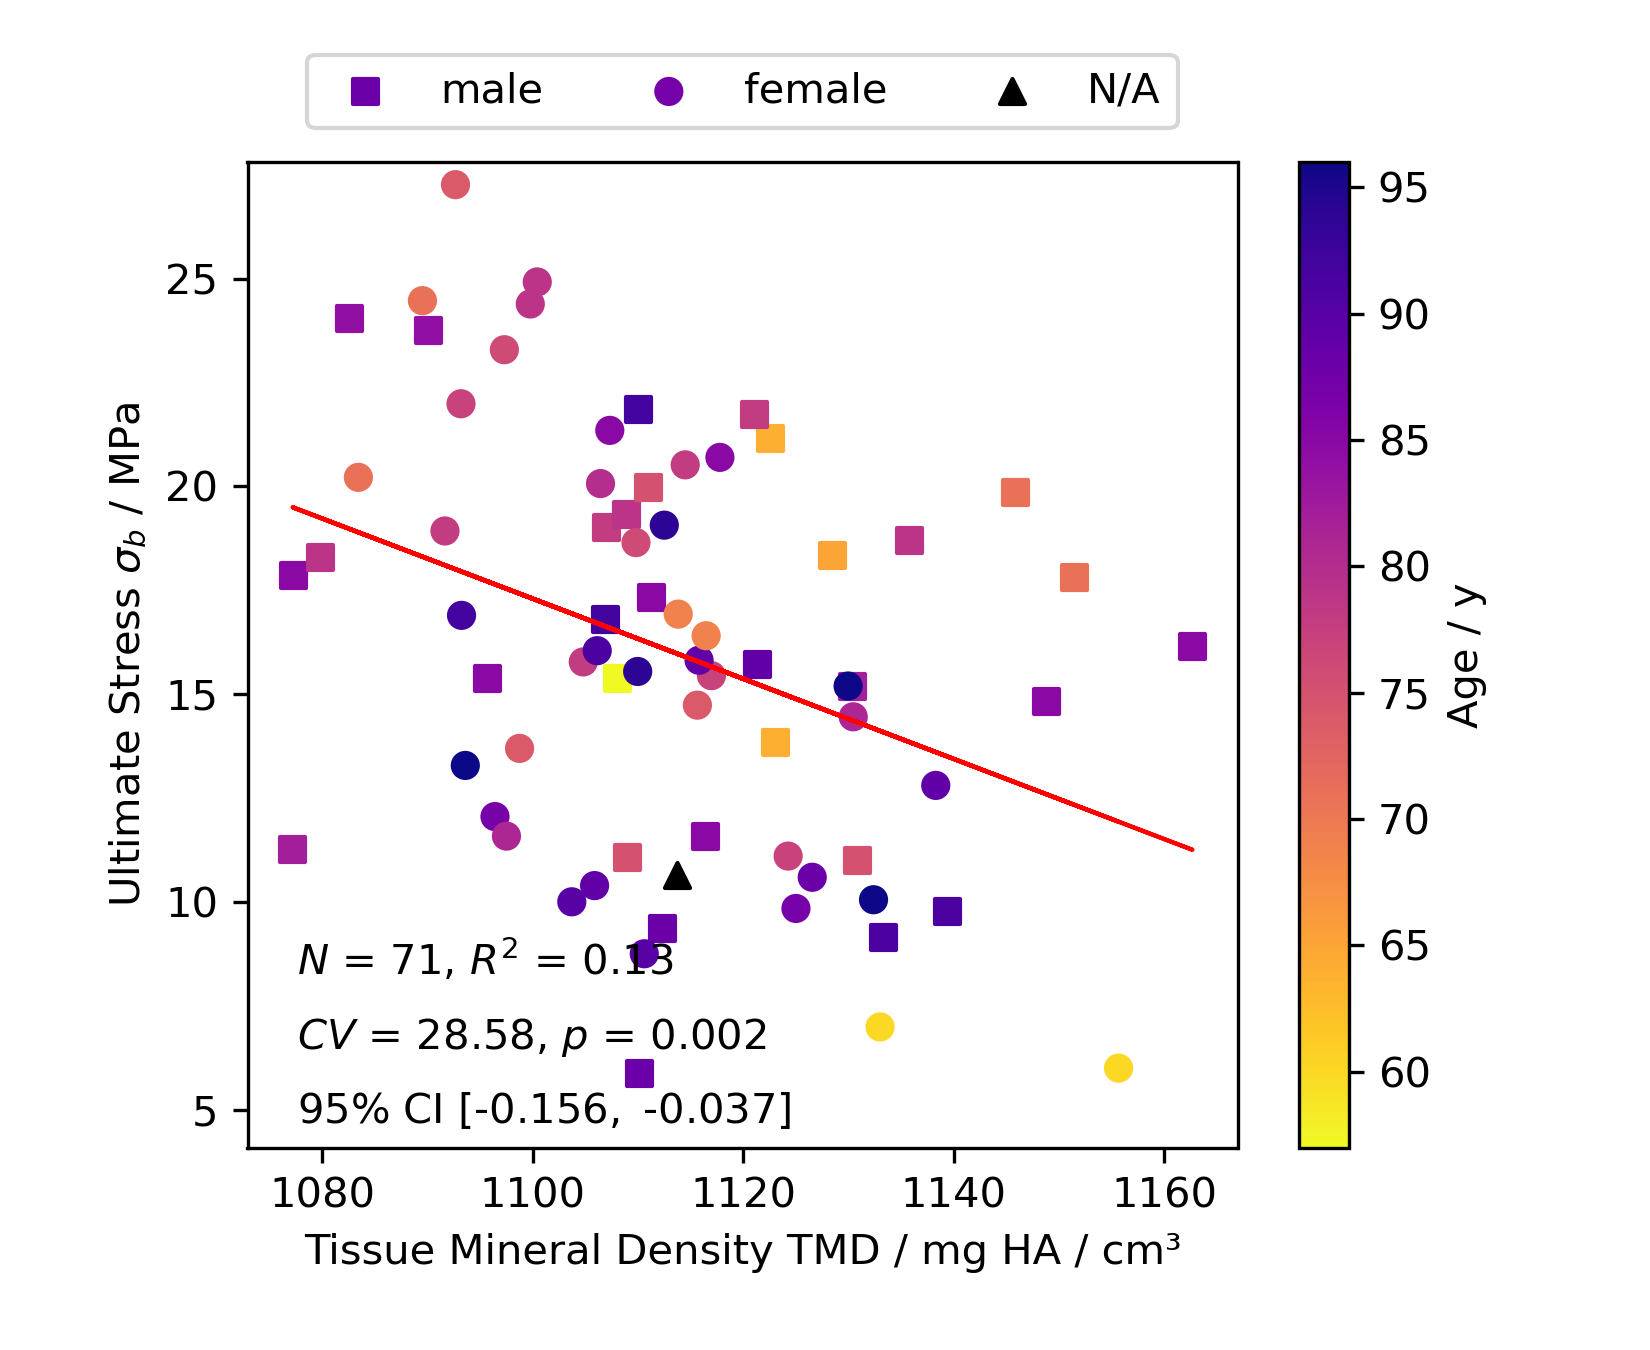 male female N/A
25
20
15
10
5
Ultimate Stress σ_b / MPa
N = 71, R² = 0.13
CV = 28.58, p = 0.002
95% CI [-0.156, -0.037]
1080 1100 1120 1140 1160
Tissue Mineral Density TMD / mg HA / cm³
95
90
85
80
75
70
65
60
Age / y